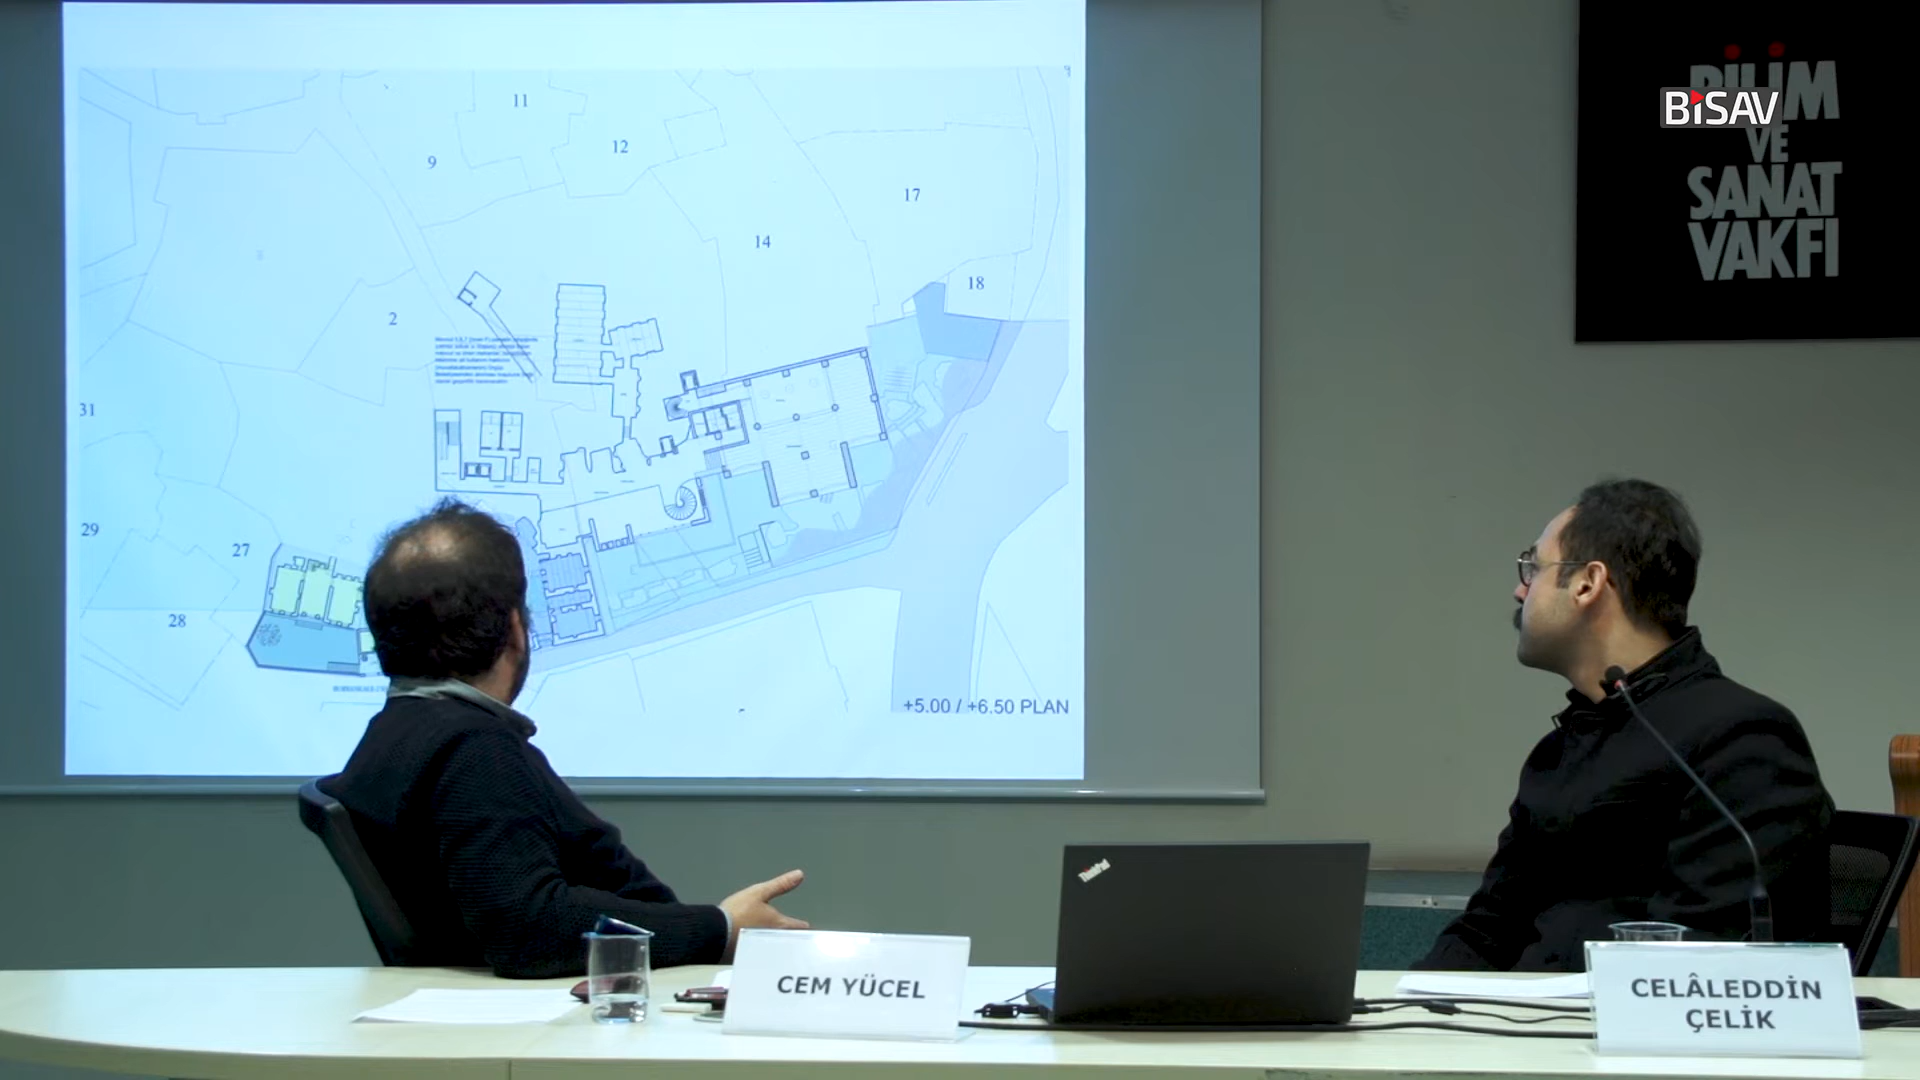 11
12
9
17
14
18
2
31
29
27
28
+5.00 / +6.50 PLAN
BİLİM
VE
SANAT
VAKFI
BİSAV
ThinkPad
CEM YÜCEL
CELÂLEDDİN
ÇELİK